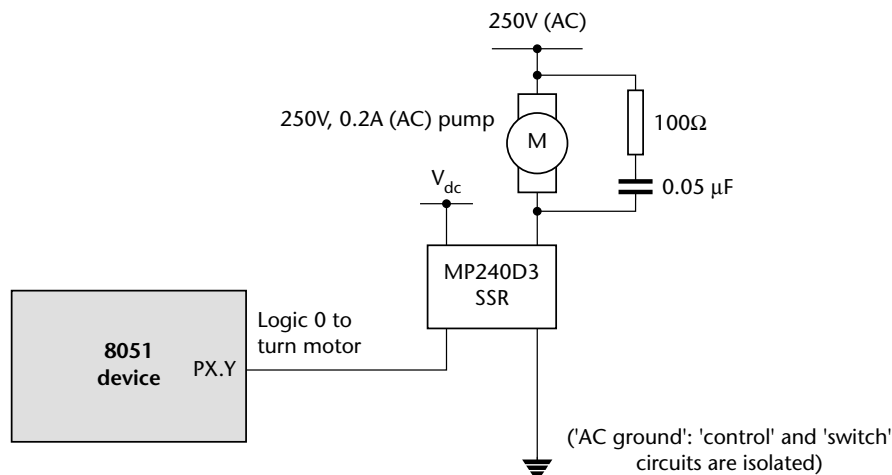 250V (AC)
250V, 0.2A (AC) pump
M
100Ω
0.05 μF
V dc
MP240D3
SSR
Logic 0 to
turn motor
8051
device
PX.Y
('AC ground': 'control' and 'switch'
circuits are isolated)